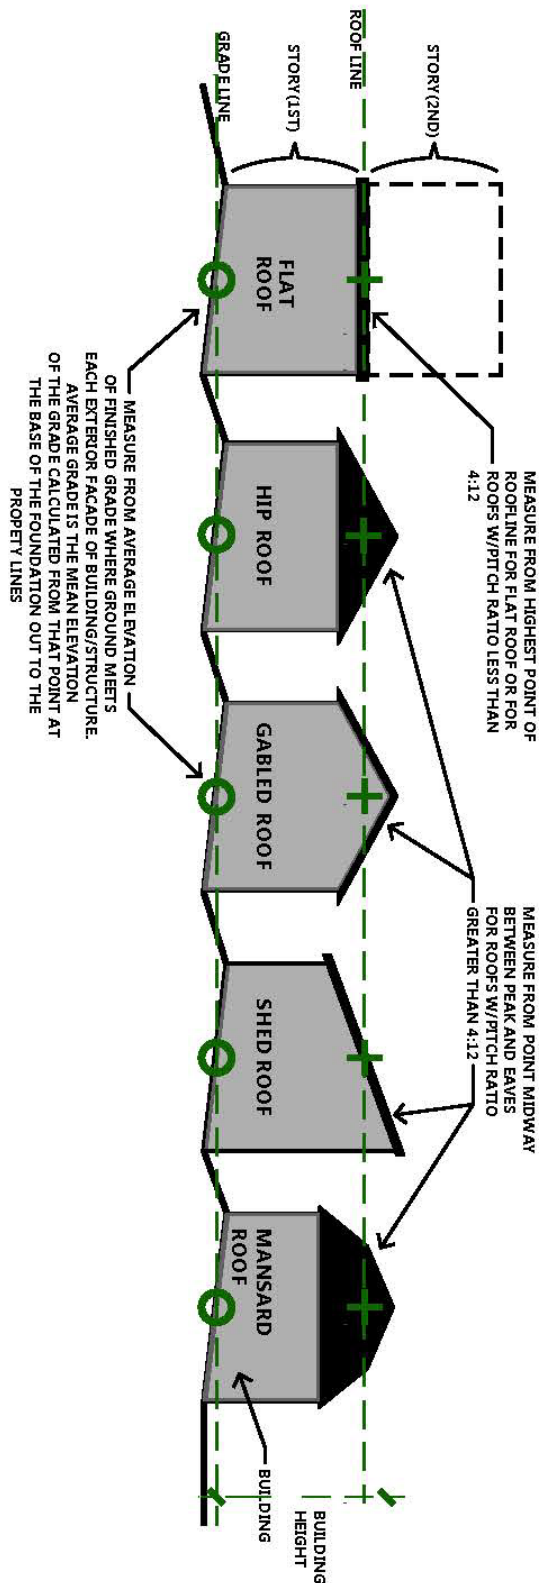 STORY(2ND)
ROOF LINE
STORY(1ST)
GRADE LINE
MEASURE FROM HIGHEST POINT OF
ROOFLINE FOR FLAT ROOF OR FOR
ROOFS W/PITCH RATIO LESS THAN
4:12
MEASURE FROM POINT MIDWAY
BETWEEN PEAK AND EAVES
FOR ROOFS W/PITCH RATIO
GREATER THAN 4:12
FLAT
ROOF
HIP ROOF
GABLED ROOF
SHED ROOF
MANSARD
ROOF
BUILDING
HEIGHT
BUILDING
MEASURE FROM AVERAGE ELEVATION
OF FINISHED GRADE WHERE GROUND MEETS
EACH EXTERIOR FACADE OF BUILDING/STRUCTURE.
AVERAGE GRADE IS THE MEAN ELEVATION
OF THE GRADE CALCULATED FROM THAT POINT AT
THE BASE OF THE FOUNDATION OUT TO THE
PROPETY LINES